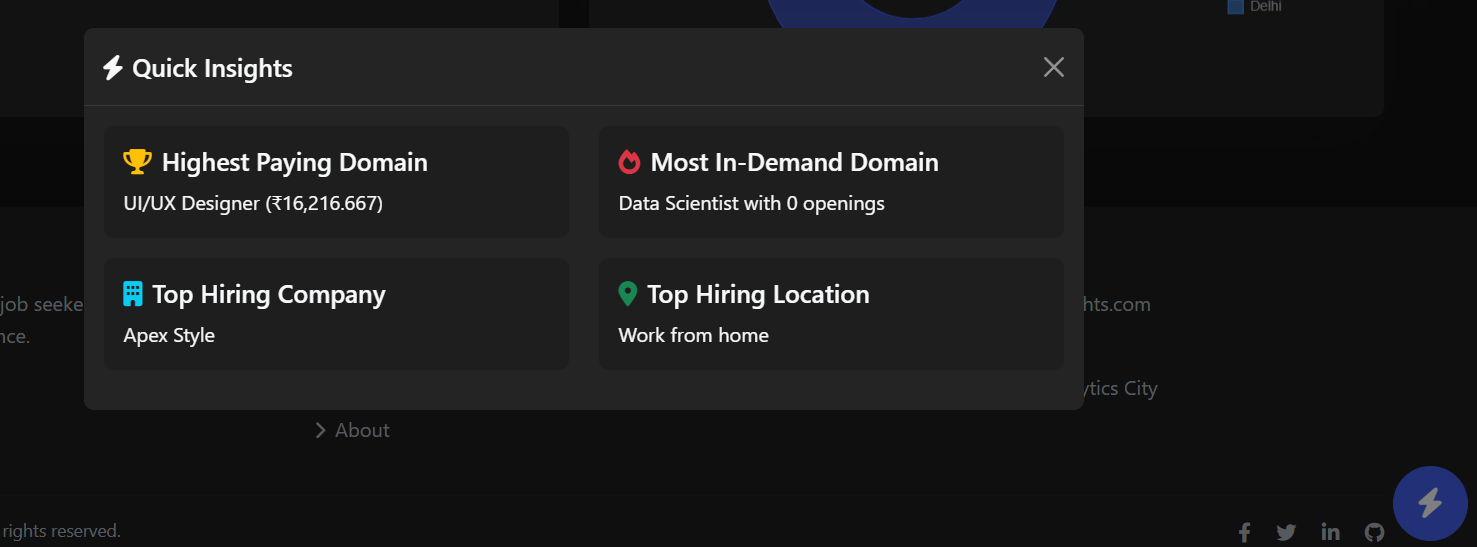 Delhi
Quick Insights
Highest Paying Domain
UI/UX Designer (₹16,216.667)
Most In-Demand Domain
Data Scientist with 0 openings
Top Hiring Company
Apex Style
Top Hiring Location
Work from home
job seeke
hts.com
nce.
ytics City
About
rights reserved.